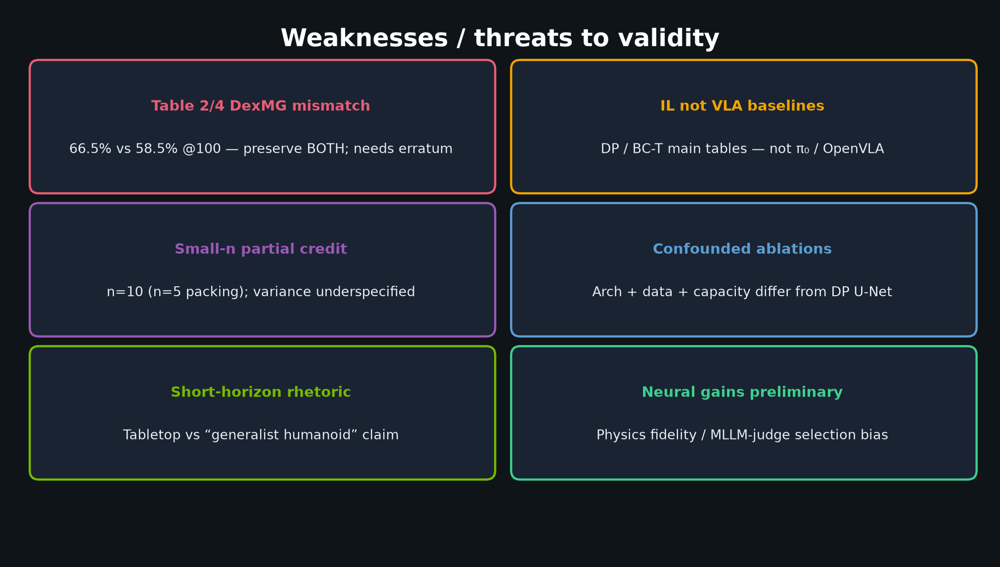 Weaknesses / threats to validity
Table 2/4 DexMG mismatch
66.5% vs 58.5% @100 — preserve BOTH; needs erratum
IL not VLA baselines
DP / BC-T main tables — not π₀ / OpenVLA
Small-n partial credit
n=10 (n=5 packing); variance underspecified
Confounded ablations
Arch + data + capacity differ from DP U-Net
Short-horizon rhetoric
Tabletop vs “generalist humanoid” claim
Neural gains preliminary
Physics fidelity / MLLM-judge selection bias